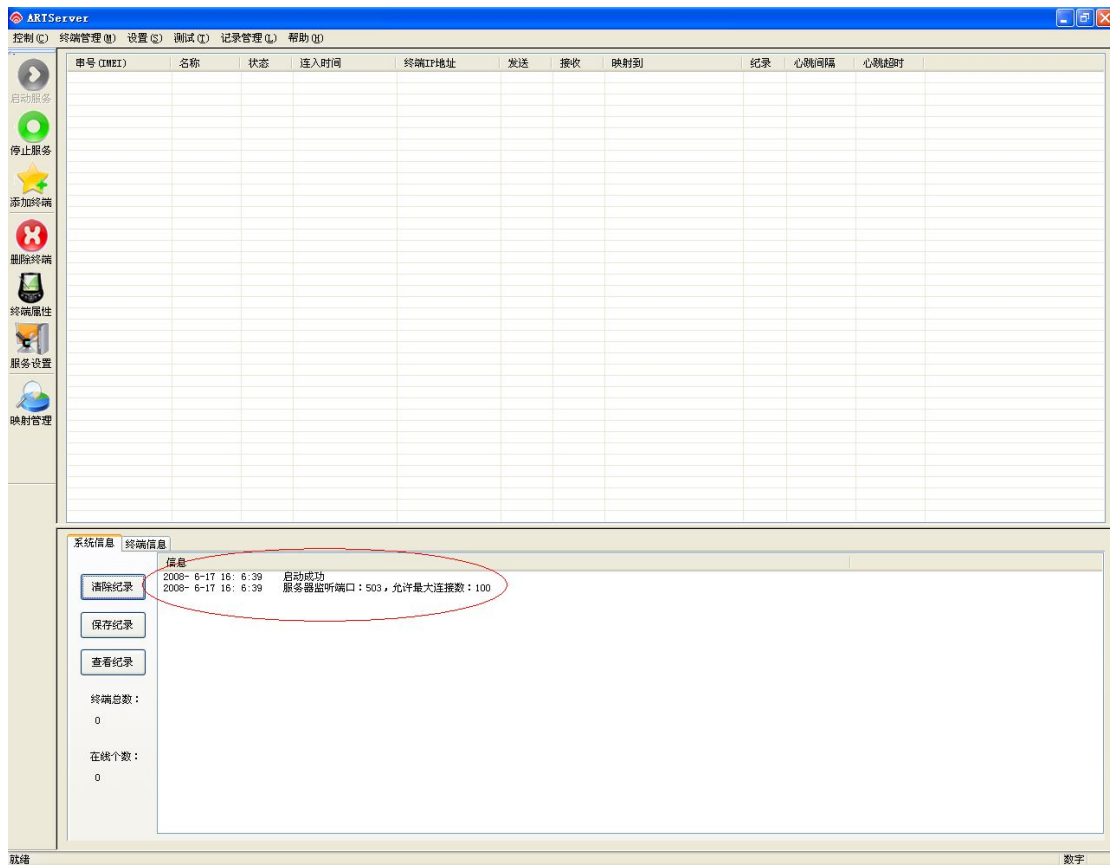 ARTServer
控制(C) 终端管理(M) 设置(S) 测试(T) 记录管理(L) 帮助(H)
串号(IMEI) 名称 状态 连入时间 终端IP地址 发送 接收 映射到 纪录 心跳间隔 心跳超时
启动服务
停止服务
添加终端
删除终端
终端属性
服务设置
映射管理
系统信息 终端信息
信息
2008- 6-17 16: 6:39 启动成功
2008- 6-17 16: 6:39 服务器监听端口：503，允许最大连接数：100
清除纪录
保存纪录
查看纪录
终端总数：
0
在线个数：
0
就绪 数字